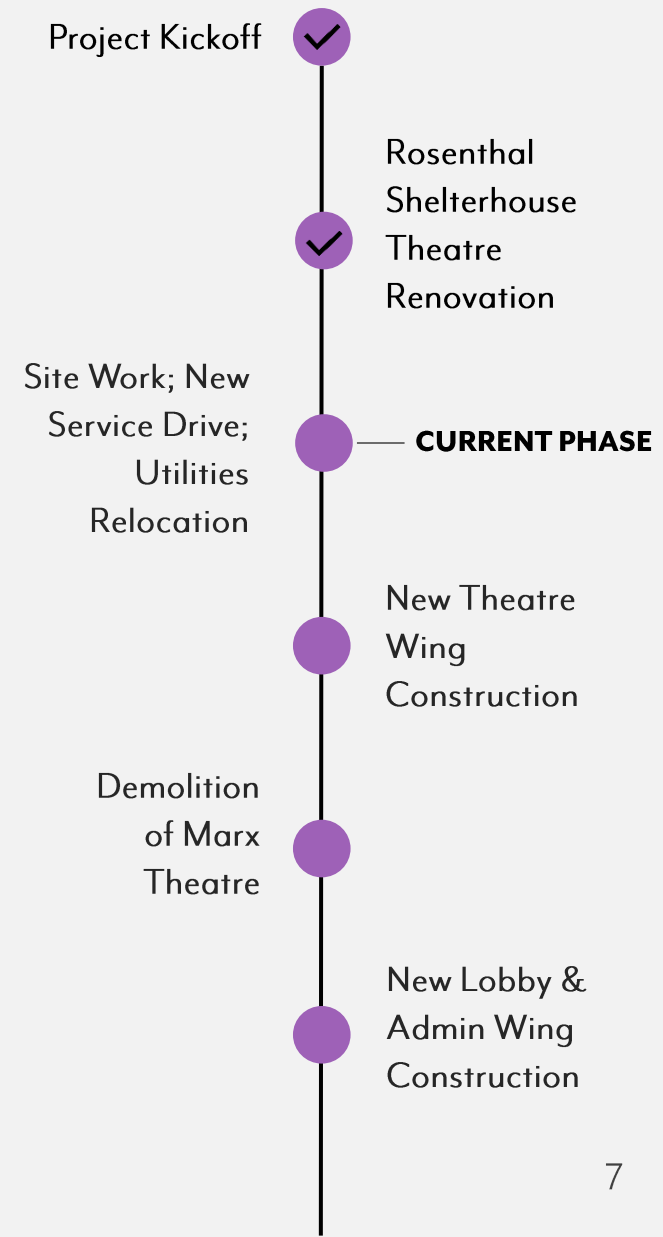 Project Kickoff
Rosenthal
Shelterhouse
Theatre
Renovation
Site Work; New
Service Drive;
Utilities
Relocation
CURRENT PHASE
New Theatre
Wing
Construction
Demolition
of Marx
Theatre
New Lobby &
Admin Wing
Construction
7